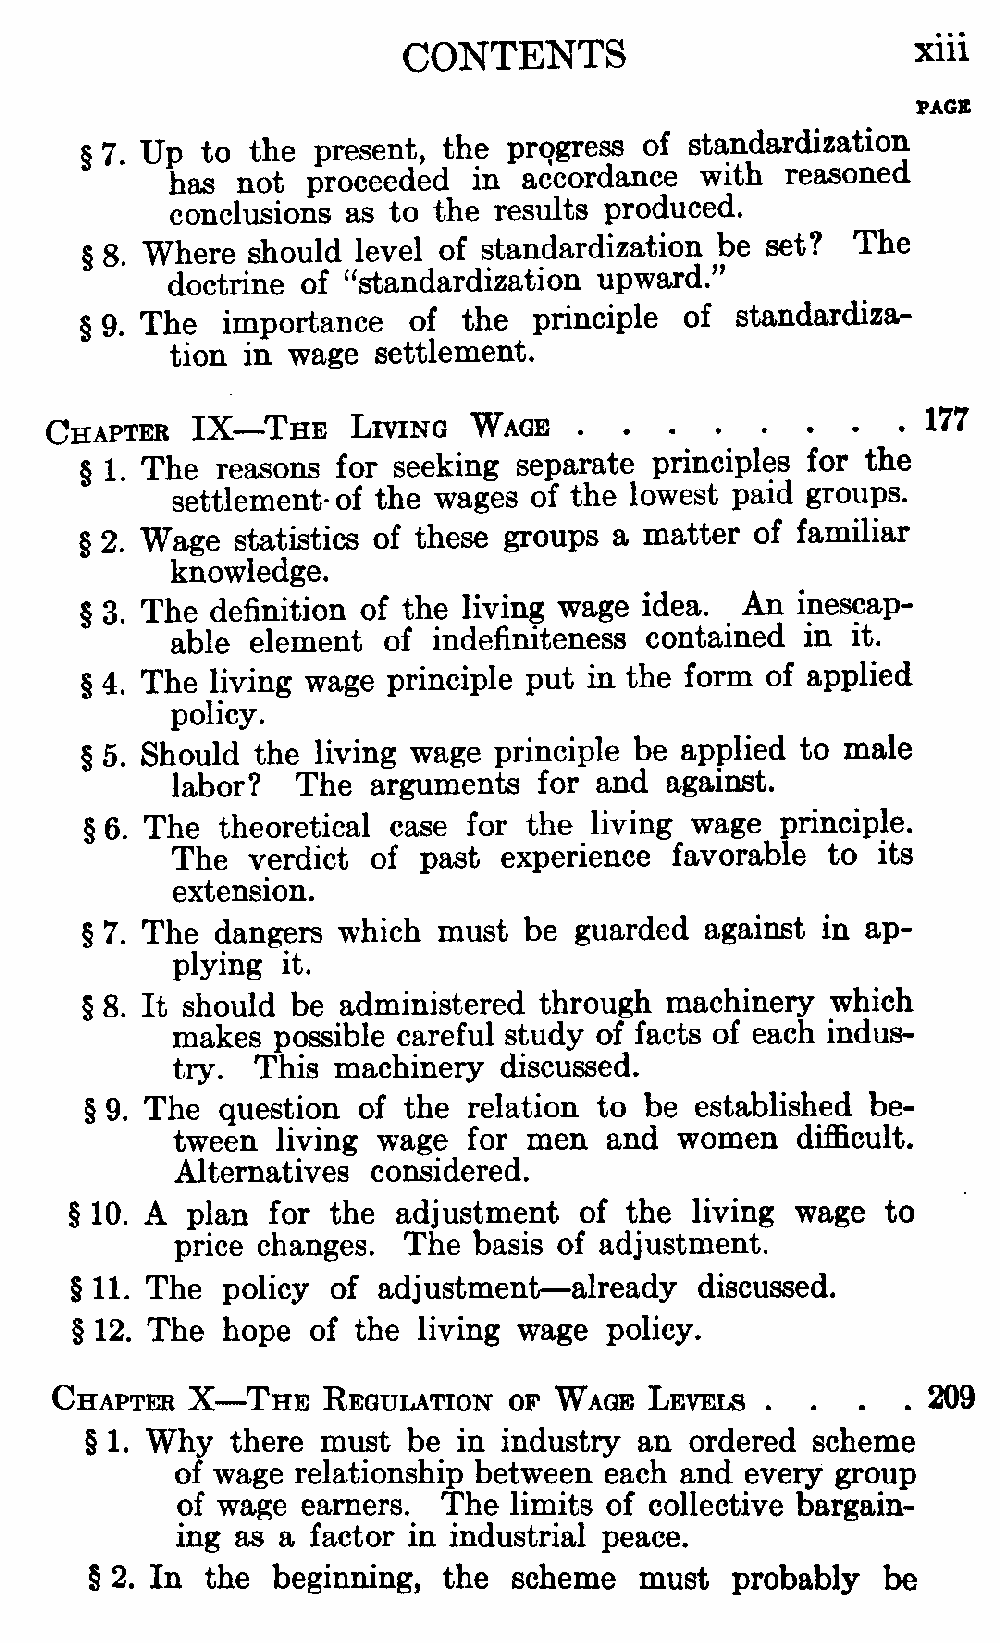 CONTENTS xiii
PAGE
§ 7. Up to the present, the progress of standardization
has not proceeded in accordance with reasoned
conclusions as to the results produced.
§ 8. Where should level of standardization be set? The
doctrine of "standardization upward."
§ 9. The importance of the principle of standardiza-
tion in wage settlement.
CHAPTER IX—THE LIVING WAGE . . . . . . . . 177
§ 1. The reasons for seeking separate principles for the
settlement of the wages of the lowest paid groups.
§ 2. Wage statistics of these groups a matter of familiar
knowledge.
§ 3. The definition of the living wage idea. An inescap-
able element of indefiniteness contained in it.
§ 4. The living wage principle put in the form of applied
policy.
§ 5. Should the living wage principle be applied to male
labor? The arguments for and against.
§ 6. The theoretical case for the living wage principle.
The verdict of past experience favorable to its
extension.
§ 7. The dangers which must be guarded against in ap-
plying it.
§ 8. It should be administered through machinery which
makes possible careful study of facts of each indus-
try. This machinery discussed.
§ 9. The question of the relation to be established be-
tween living wage for men and women difficult.
Alternatives considered.
§ 10. A plan for the adjustment of the living wage to
price changes. The basis of adjustment.
§ 11. The policy of adjustment—already discussed.
§ 12. The hope of the living wage policy.
CHAPTER X—THE REGULATION OF WAGE LEVELS . . . . 209
§ 1. Why there must be in industry an ordered scheme
of wage relationship between each and every group
of wage earners. The limits of collective bargain-
ing as a factor in industrial peace.
§ 2. In the beginning, the scheme must probably be